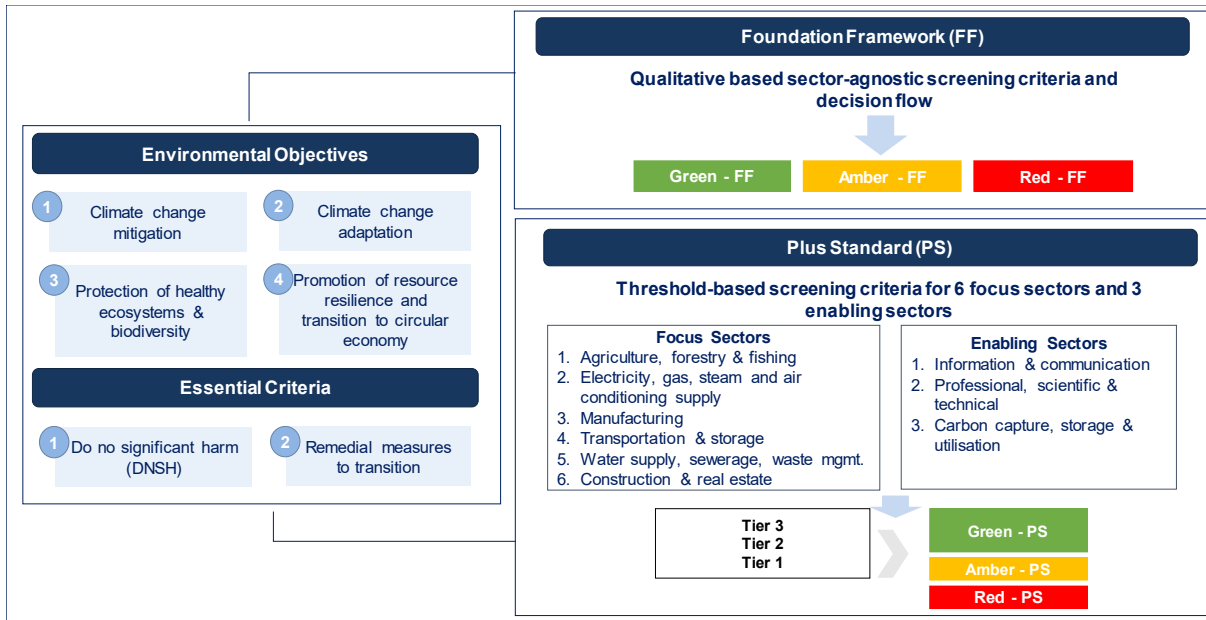 Environmental Objectives
1
Climate change
mitigation
2
Climate change
adaptation
3
Protection of healthy
ecosystems &
biodiversity
4
Promotion of resource
resilience and
transition to circular
economy
Essential Criteria
1
Do no significant harm
(DNSH)
2
Remedial measures
to transition
Foundation Framework (FF)
Qualitative based sector-agnostic screening criteria and
decision flow
Green - FF
Amber - FF
Red - FF
Plus Standard (PS)
Threshold-based screening criteria for 6 focus sectors and 3
enabling sectors
Focus Sectors
1. Agriculture, forestry & fishing
2. Electricity, gas, steam and air
conditioning supply
3. Manufacturing
4. Transportation & storage
5. Water supply, sewerage, waste mgmt.
6. Construction & real estate
Enabling Sectors
1. Information & communication
2. Professional, scientific &
technical
3. Carbon capture, storage &
utilisation
Tier 3
Tier 2
Tier 1
Green - PS
Amber - PS
Red - PS